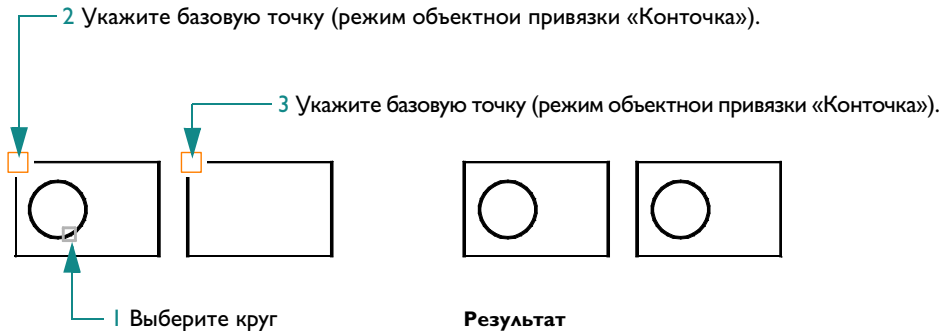 2 Укажите базовую точку (режим объектнои привязки «Конточка»).
3 Укажите базовую точку (режим объектнои привязки «Конточка»).
1 Выберите круг
Результат